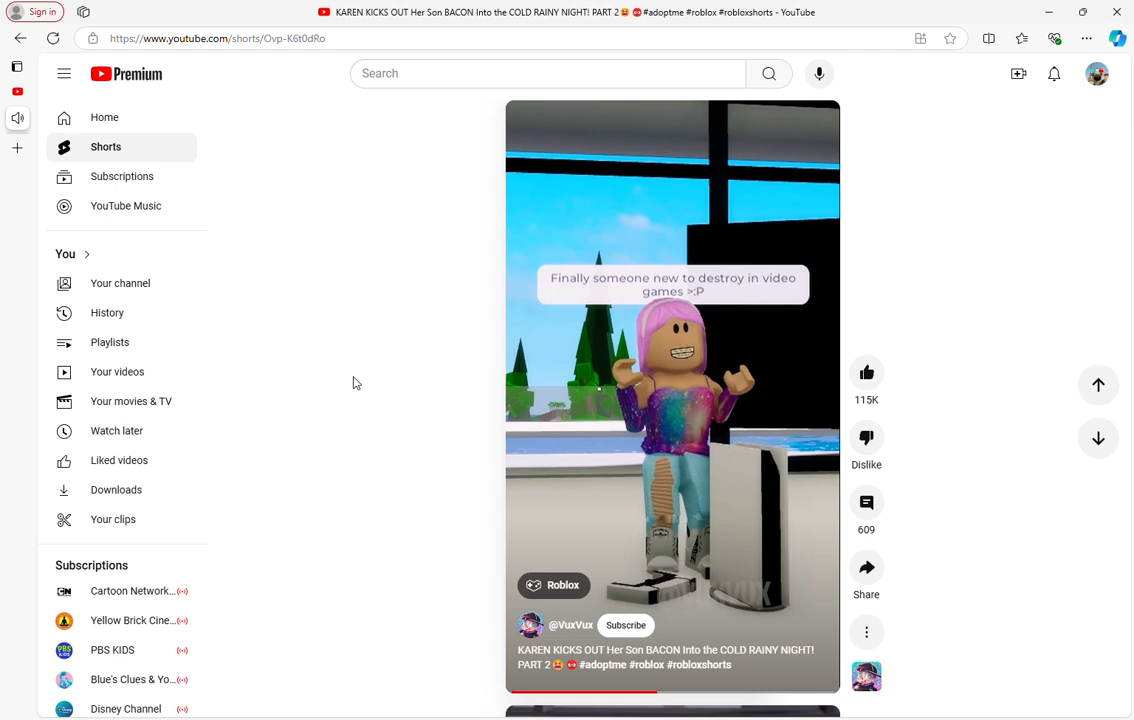 Sign in
KAREN KICKS OUT Her Son BACON Into the COLD RAINY NIGHT! PART 2😫 😡#adoptme #roblox #robloxshorts - YouTube
https://www.youtube.com/shorts/Ovp-K6t0dRo
Premium
Search
Home
Shorts
Subscriptions
YouTube Music
You
Your channel
History
Playlists
Your videos
Your movies & TV
Watch later
Liked videos
Downloads
Your clips
Subscriptions
Cartoon Network...
Yellow Brick Cine...
PBS KIDS
Blue's Clues & Yo...
Disney Channel
Finally someone new to destroy in video
games >:P
Roblox
@VuxVux Subscribe
KAREN KICKS OUT Her Son BACON Into the COLD RAINY NIGHT!
PART 2😫 😡#adoptme #roblox #robloxshorts
115K
Dislike
609
Share